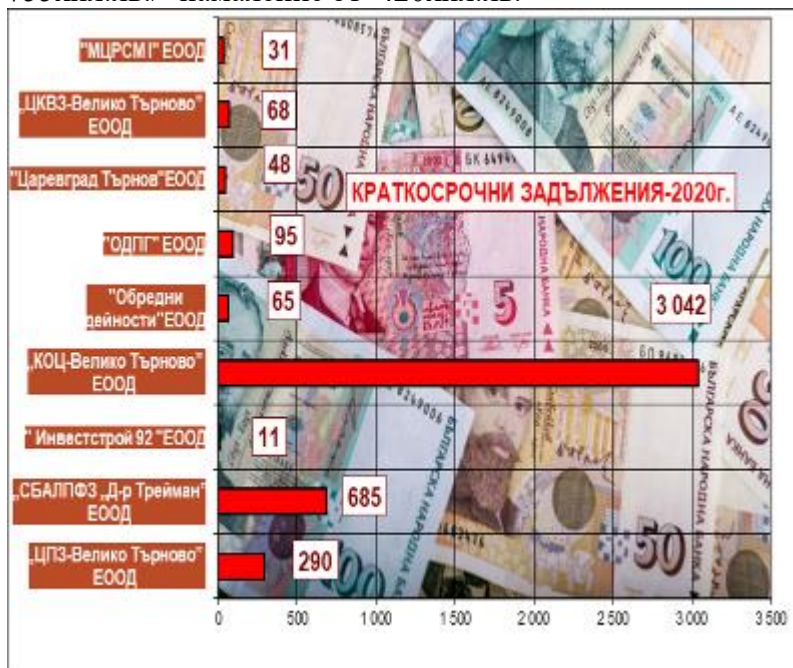 "МЦРСМ І" ЕООД
31
„ЦКВЗ-Велико Търново"
ЕООД
68
"Царевград Търнов"ЕООД
48
КРАТКОСРОЧНИ ЗАДЪЛЖЕНИЯ-2020г.
"ОДПГ" ЕООД
95
"Обредни
дейности"ЕООД
65
3 042
„КОЦ-Велико Търново"
ЕООД
" Инвестстрой 92 "ЕООД
11
„СБАЛПФЗ „Д-р Трейман"
ЕООД
685
„ЦПЗ-Велико Търново"
ЕООД
290
0 500 1 000 1 500 2 000 2 500 3 000 3 500